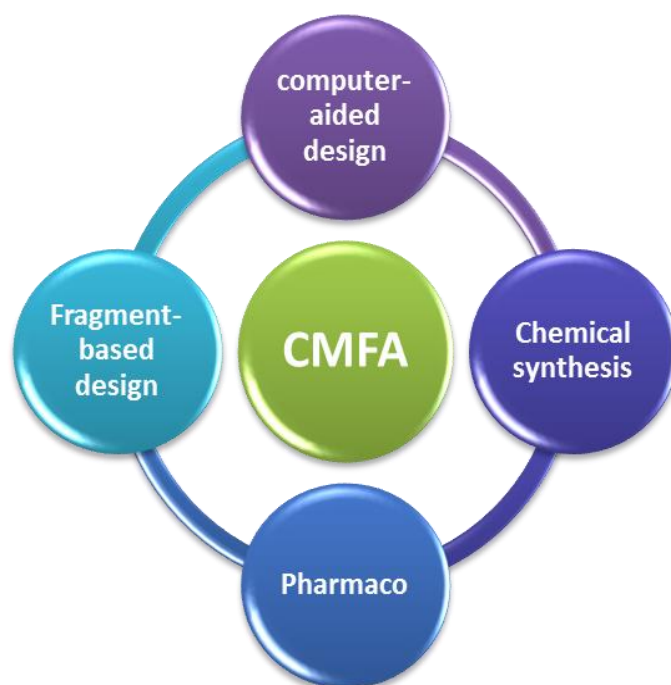 computer-
aided
design
Fragment-
based
design
CMFA
Chemical
synthesis
Pharmaco